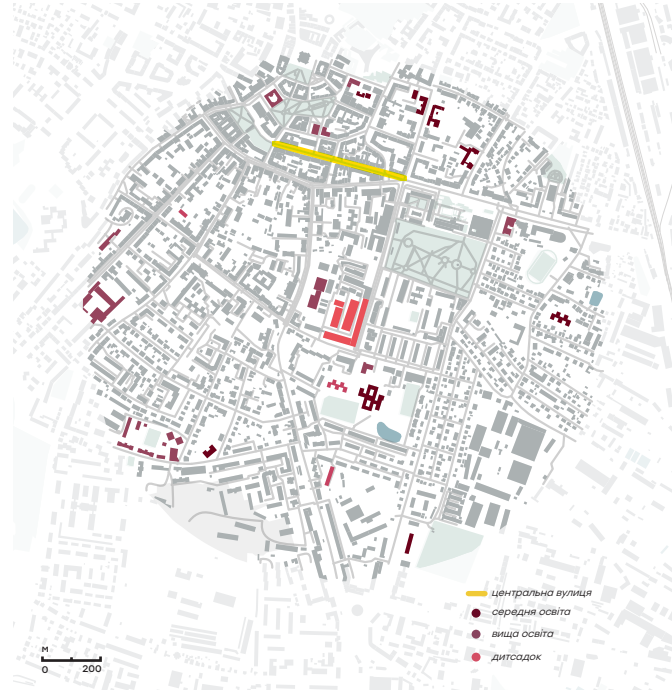 центральна вулиця
середня освіта
вища освіта
дитсадок
м
0 200